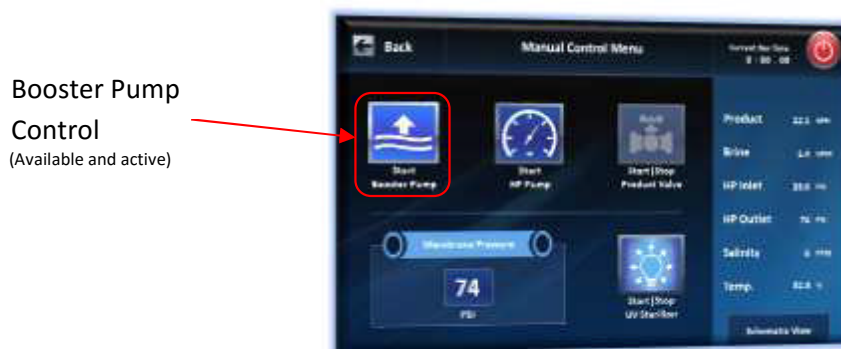 Booster Pump
Control
(Available and active)
Back
Manual Control Menu
Start
Booster Pump
Start
HP Pump
Start|Stop
Product Valve
Membrane Pressure
74
PSI
Start|Stop
UV Sterilizer
Product
Brine
HP Inlet
HP Outlet
Salinity
Temp.
Schematic View